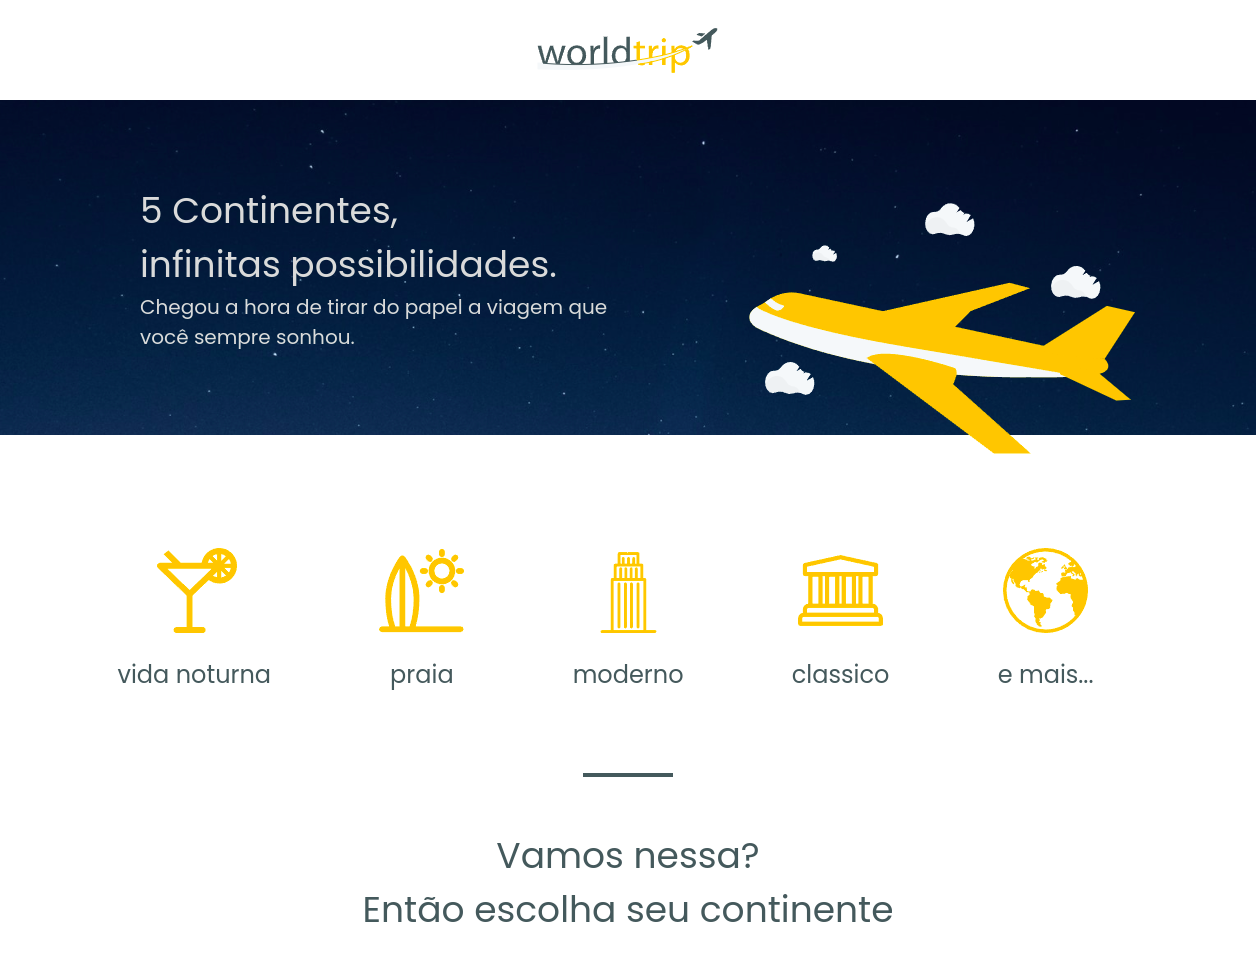 worldtrip
5 Continentes,
infinitas possibilidades.
Chegou a hora de tirar do papel a viagem que
você sempre sonhou.
vida noturna
praia
moderno
classico
e mais...
Vamos nessa?
Então escolha seu continente